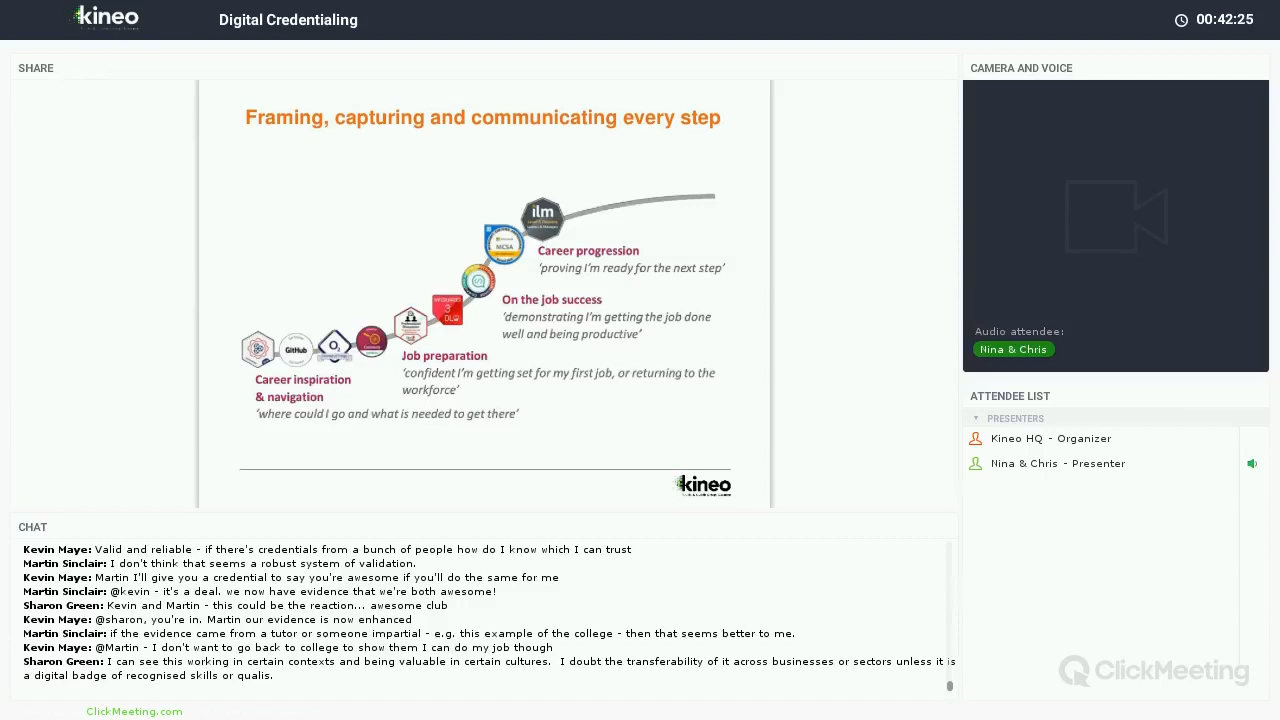 kineo
Digital Credentialing
00:42:25
SHARE
CAMERA AND VOICE
Framing, capturing and communicating every step
ilm
MCSA
Career progression
'proving I'm ready for the next step'
On the job success
'demonstrating I'm getting the job done
well and being productive'
3
GitHub
O2
Job preparation
'confident I'm getting set for my first job, or returning to the
workforce'
Career inspiration
& navigation
'where could I go and what is needed to get there'
kineo
Audio attendee:
Nina & Chris
ATTENDEE LIST
PRESENTERS
Kineo HQ - Organizer
Nina & Chris - Presenter
CHAT
Kevin Maye: Valid and reliable - if there's credentials from a bunch of people how do I know which I can trust
Martin Sinclair: I don't think that seems a robust system of validation.
Kevin Maye: Martin I'll give you a credential to say you're awesome if you'll do the same for me
Martin Sinclair: @kevin - it's a deal. we now have evidence that we're both awesome!
Sharon Green: Kevin and Martin - this could be the reaction... awesome club
Kevin Maye: @sharon, you're in. Martin our evidence is now enhanced
Martin Sinclair: if the evidence came from a tutor or someone impartial - e.g. this example of the college - then that seems better to me.
Kevin Maye: @Martin - I don't want to go back to college to show them I can do my job though
Sharon Green: I can see this working in certain contexts and being valuable in certain cultures.  I doubt the transferability of it across businesses or sectors unless it is
a digital badge of recognised skills or qualis.
ClickMeeting
ClickMeeting.com